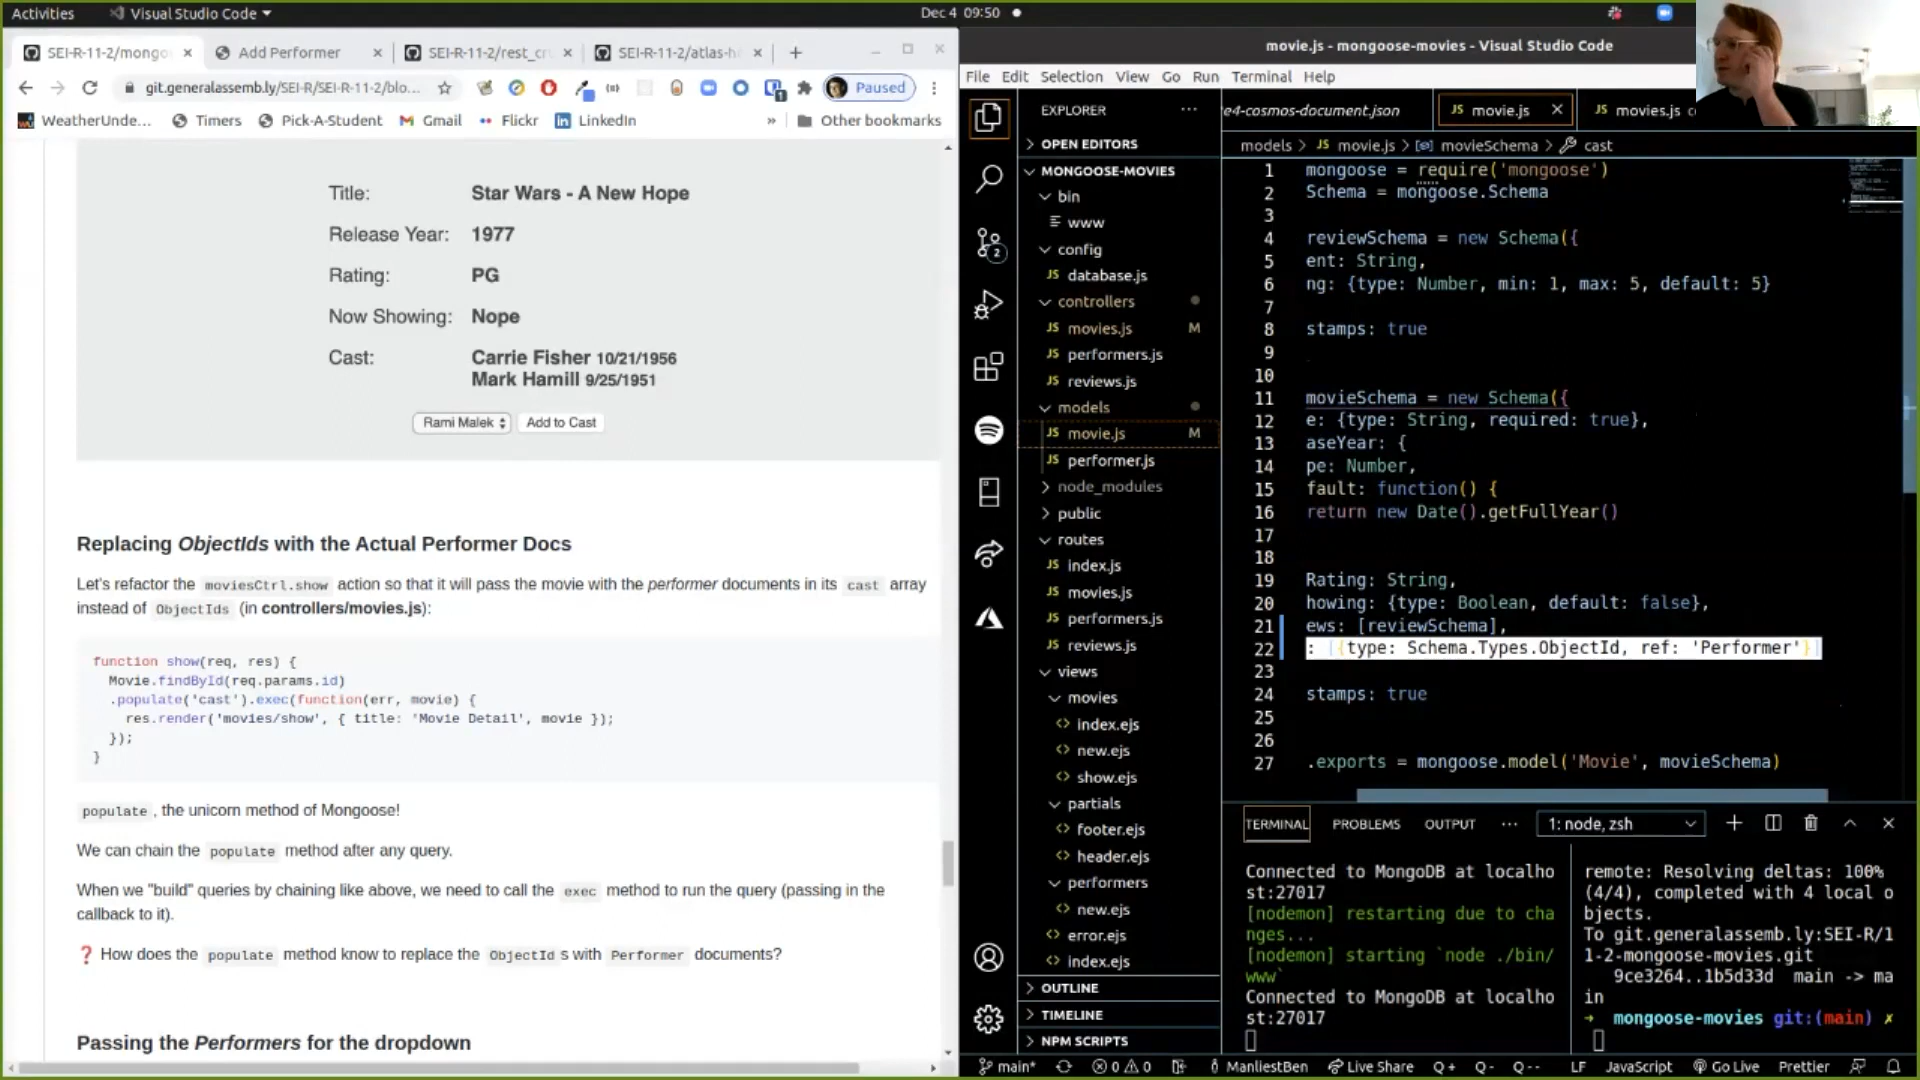 Activities
Visual Studio Code
Dec 4 09:50
SEI-R-11-2/mongo
Add Performer
SEI-R-11-2/rest_cr
SEI-R-11-2/atlas-h
git.generalassemb.ly/SEI-R/SEI-R-11-2/blo...
Paused
WeatherUnde...
Timers
Pick-A-Student
Gmail
Flickr
LinkedIn
»
Other bookmarks
Title: Star Wars - A New Hope
Release Year: 1977
Rating: PG
Now Showing: Nope
Cast: Carrie Fisher 10/21/1956
Mark Hamill 9/25/1951
Rami Malek
Add to Cast
Replacing ObjectIds with the Actual Performer Docs
Let's refactor the moviesCtrl.show action so that it will pass the movie with the performer documents in its cast array
instead of ObjectIds (in controllers/movies.js):
function show(req, res) {
Movie.findById(req.params.id)
.populate('cast').exec(function(err, movie) {
res.render('movies/show', { title: 'Movie Detail', movie });
});
}
populate , the unicorn method of Mongoose!
We can chain the populate method after any query.
When we "build" queries by chaining like above, we need to call the exec method to run the query (passing in the
callback to it).
❓ How does the populate method know to replace the ObjectId s with Performer documents?
Passing the Performers for the dropdown
movie.js - mongoose-movies - Visual Studio Code
File Edit Selection View Go Run Terminal Help
EXPLORER
OPEN EDITORS
MONGOOSE-MOVIES
bin
www
config
JS database.js
controllers
JS movies.js M
JS performers.js
JS reviews.js
models
JS movie.js M
JS performer.js
node_modules
public
routes
JS index.js
JS movies.js
JS performers.js
JS reviews.js
views
movies
<> index.ejs
<> new.ejs
<> show.ejs
partials
<> footer.ejs
<> header.ejs
performers
<> new.ejs
<> error.ejs
<> index.ejs
OUTLINE
TIMELINE
NPM SCRIPTS
2
e4-cosmos-document.json
JS movie.js
JS movies.c
models > JS movie.js > movieSchema > cast
1 mongoose = require('mongoose')
2 Schema = mongoose.Schema
3
4 reviewSchema = new Schema({
5 ent: String,
6 ng: {type: Number, min: 1, max: 5, default: 5}
7
8 stamps: true
9
10
11 movieSchema = new Schema({
12 e: {type: String, required: true},
13 aseYear: {
14 pe: Number,
15 fault: function() {
16 return new Date().getFullYear()
17
18
19 Rating: String,
20 howing: {type: Boolean, default: false},
21 ews: [reviewSchema],
22 : [{type: Schema.Types.ObjectId, ref: 'Performer'}]
23
24 stamps: true
25
26
27 .exports = mongoose.model('Movie', movieSchema)
TERMINAL PROBLEMS OUTPUT ... 1: node, zsh
Connected to MongoDB at localho
st:27017
[nodemon] restarting due to cha
nges...
[nodemon] starting `node ./bin/
www`
Connected to MongoDB at localho
st:27017
remote: Resolving deltas: 100%
(4/4), completed with 4 local o
bjects.
To git.generalassemb.ly:SEI-R/1
1-2-mongoose-movies.git
9ce3264..1b5d33d main -> ma
in
→ mongoose-movies git:(main) ✗
main*
0 0
ManliestBen
Live Share
Q+
Q-
Q--
LF
JavaScript
Go Live
Prettier